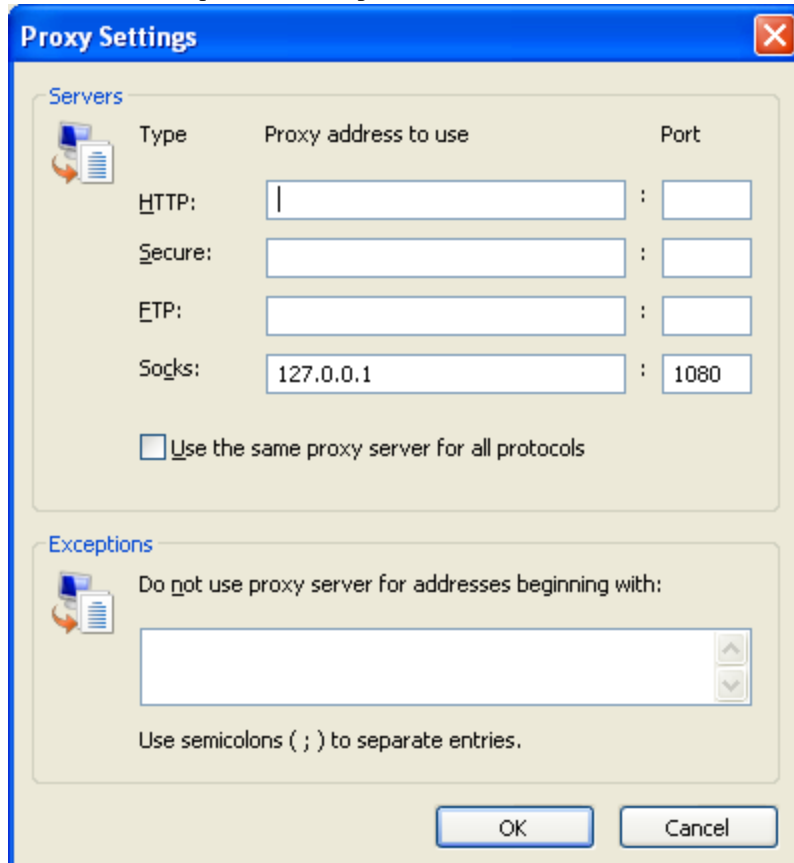 Proxy Settings
Servers
Type Proxy address to use Port
HTTP: :
Secure: :
FTP: :
Socks: 127.0.0.1 : 1080
Use the same proxy server for all protocols
Exceptions
Do not use proxy server for addresses beginning with:
Use semicolons ( ; ) to separate entries.
OK Cancel